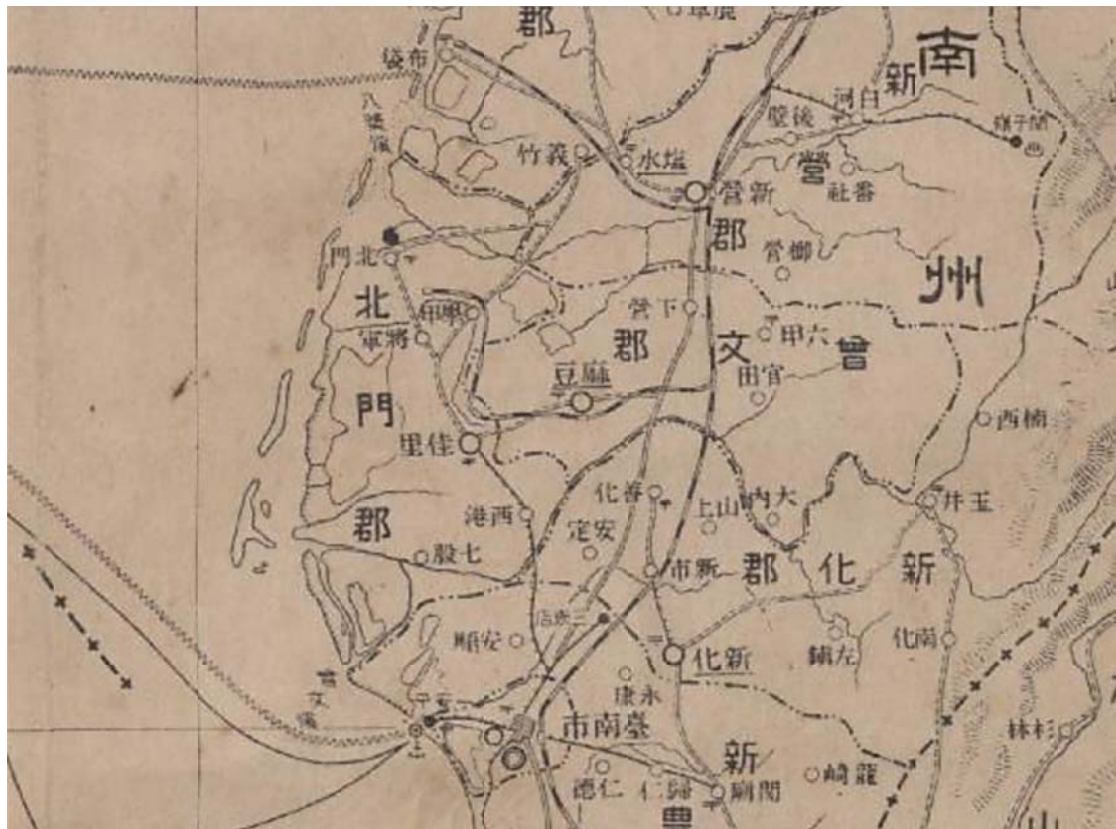 郡
南
州
新
營
郡
布袋
白河
後壁
關子嶺
義竹
塩水
新營
番社
柳營
北門
北
門
郡
學甲
將軍
下營
六甲
曾
文
郡
官田
麻豆
楠西
佳里
善化
大內
山上
玉井
西港
安定
七股
新市
新
化
郡
三崁店
安順
左鎮
南化
新化
永康
臺南市
杉林
新
仁德
歸仁
關廟
龍崎
山